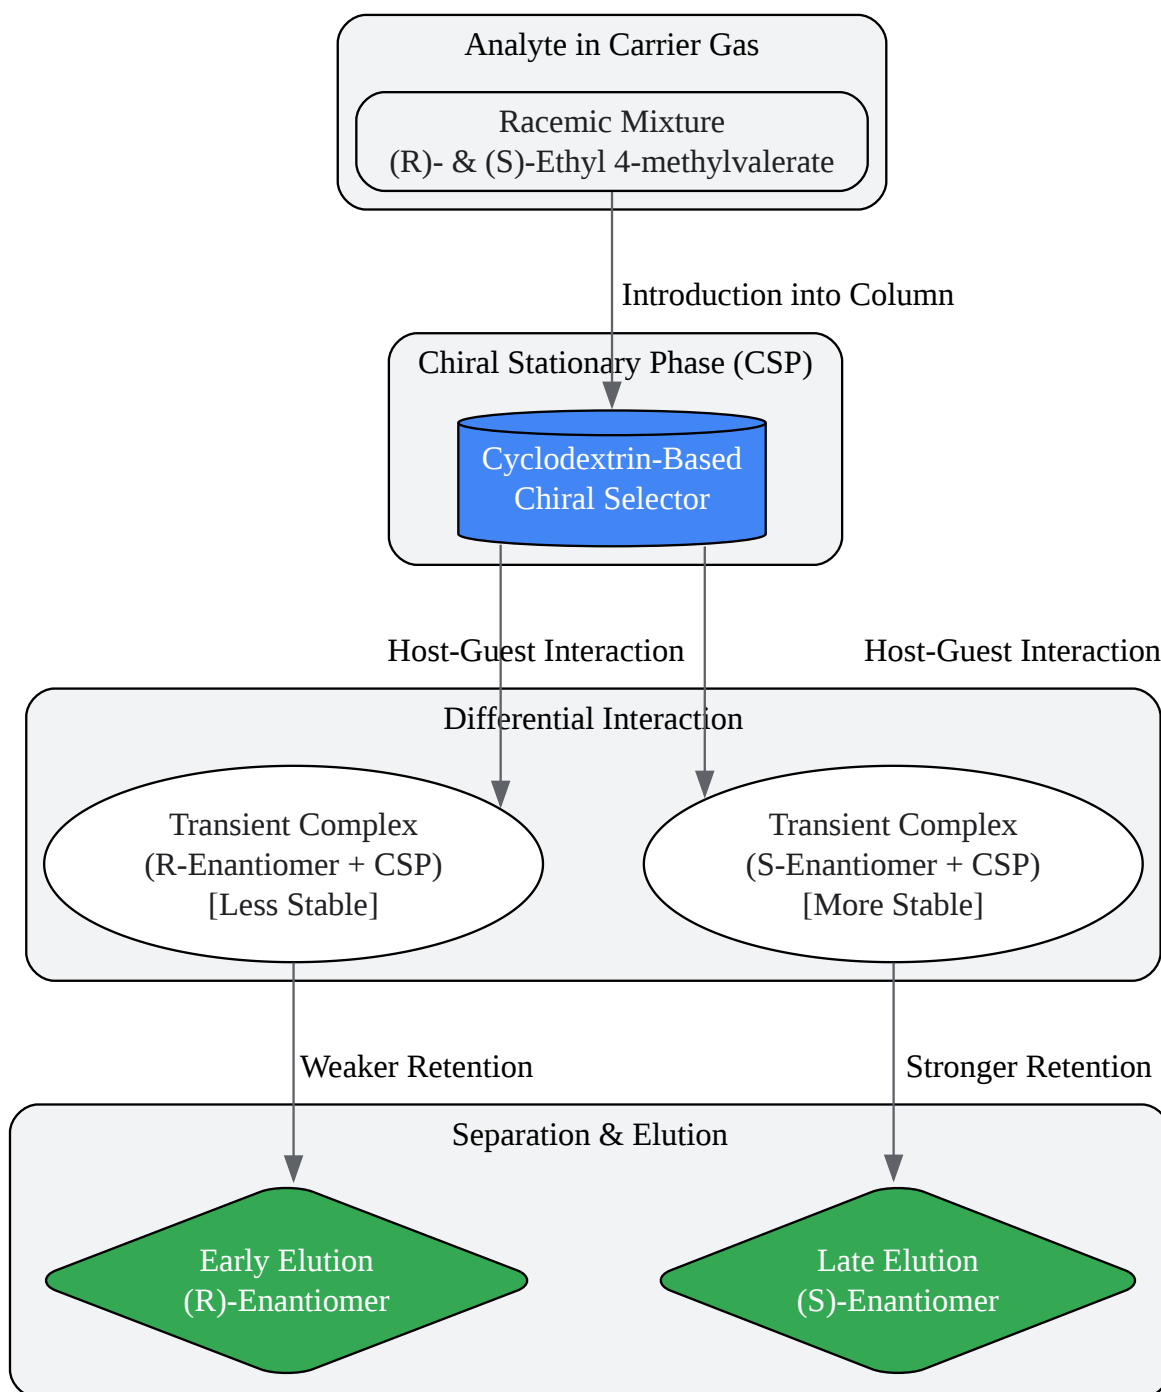 Analyte in Carrier Gas
Racemic Mixture
(R)- & (S)-Ethyl 4-methylvalerate
Introduction into Column
Chiral Stationary Phase (CSP)
Cyclodextrin-Based
Chiral Selector
Host-Guest Interaction
Host-Guest Interaction
Differential Interaction
Transient Complex
(R-Enantiomer + CSP)
[Less Stable]
Transient Complex
(S-Enantiomer + CSP)
[More Stable]
Weaker Retention
Stronger Retention
Separation & Elution
Early Elution
(R)-Enantiomer
Late Elution
(S)-Enantiomer